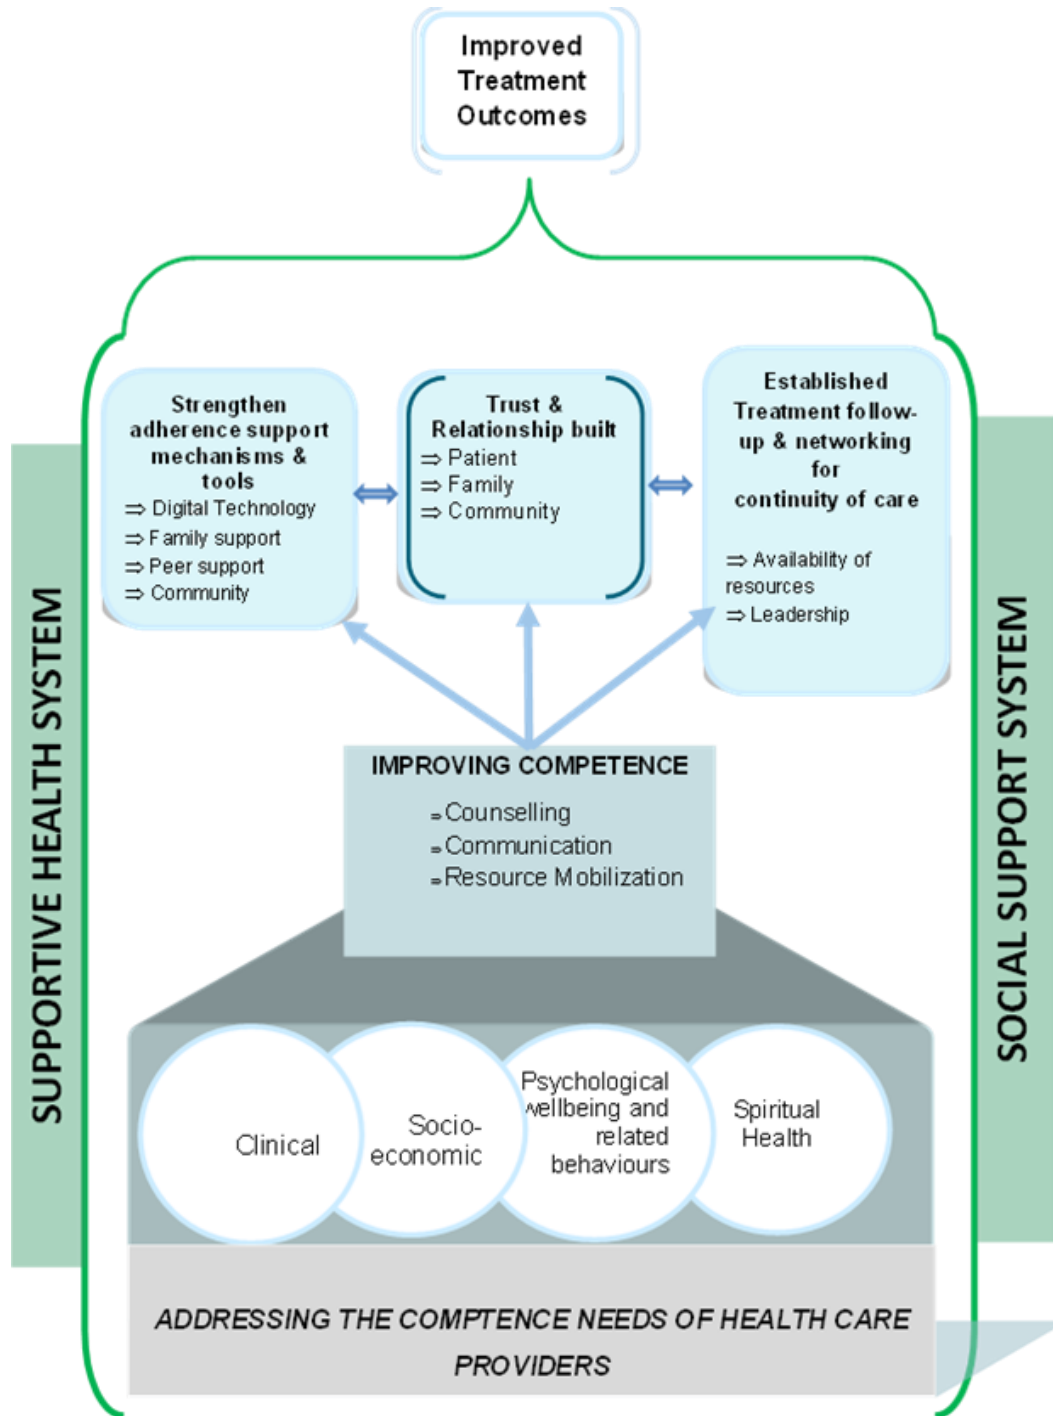 Improved
Treatment
Outcomes
Strengthen
adherence support
mechanisms &
tools
⇒ Digital Technology
⇒ Family support
⇒ Peer support
⇒ Community
Trust &
Relationship built
⇒ Patient
⇒ Family
⇒ Community
Established
Treatment follow-
up & networking
for
continuity of care
⇒ Availability of
resources
⇒ Leadership
SUPPORTIVE HEALTH SYSTEM
SOCIAL SUPPORT SYSTEM
IMPROVING COMPETENCE
⇒Counselling
⇒Communication
⇒Resource Mobilization
Clinical
Socio-
economic
Psychological
wellbeing and
related
behaviours
Spiritual
Health
ADDRESSING THE COMPTENCE NEEDS OF HEALTH CARE
PROVIDERS